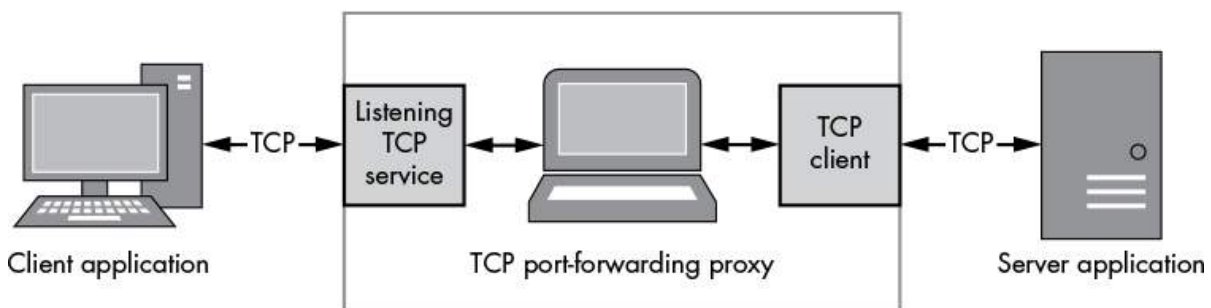 Listening
TCP
service
TCP
client
TCP
TCP
Client application
TCP port-forwarding proxy
Server application